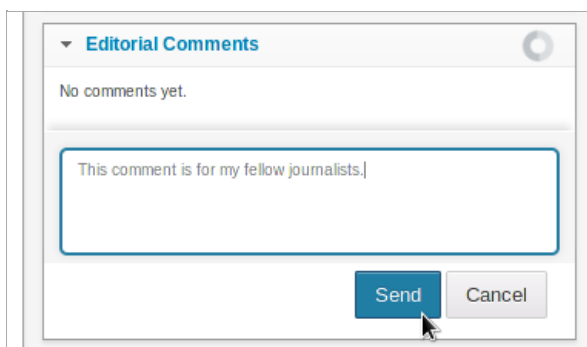 Editorial Comments
No comments yet.
This comment is for my fellow journalists.
Send
Cancel